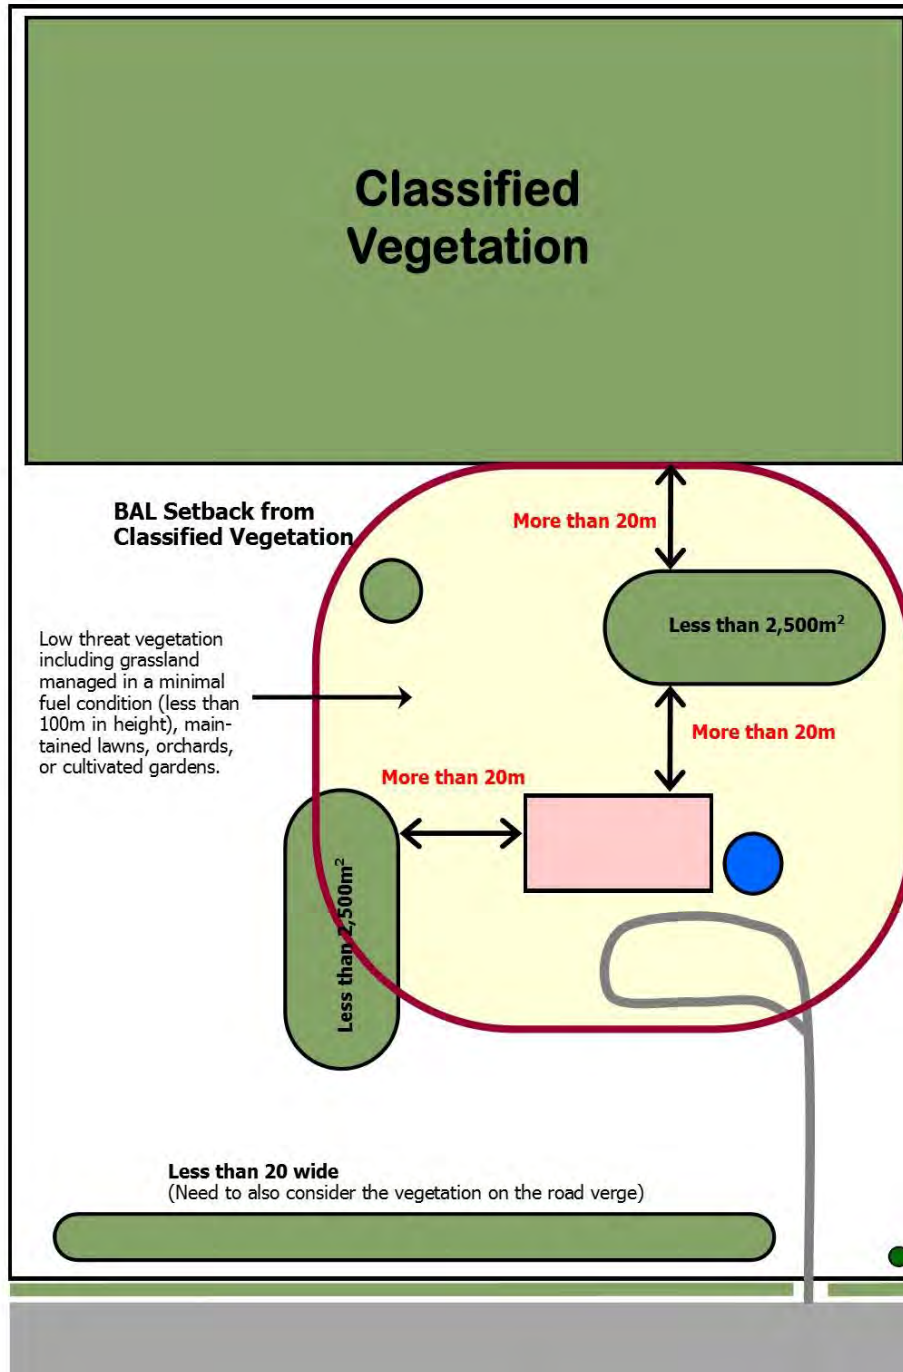 Classified
Vegetation
BAL Setback from
Classified Vegetation
More than 20m
Less than 2,500m²
Low threat vegetation
including grassland
managed in a minimal
fuel condition (less than
100m in height), main-
tained lawns, orchards,
or cultivated gardens.
More than 20m
More than 20m
Less than 2,500m²
Less than 20 wide
(Need to also consider the vegetation on the road verge)